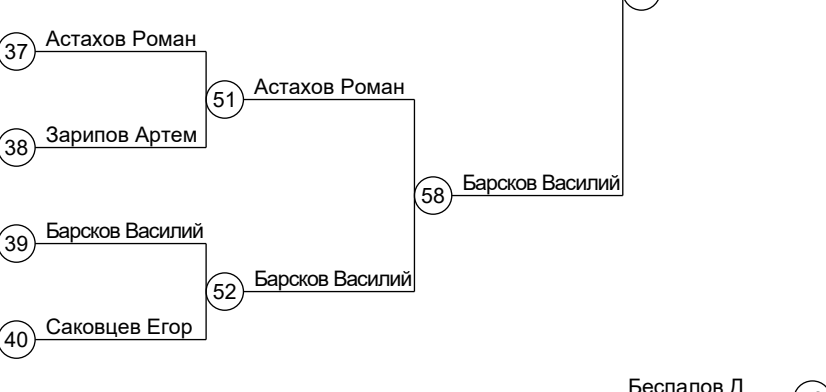 37 Астахов Роман
51 Астахов Роман
38 Зарипов Артем
58 Барсков Василий
39 Барсков Василий
52 Барсков Василий
40 Саковцев Егор
Беспалов Д